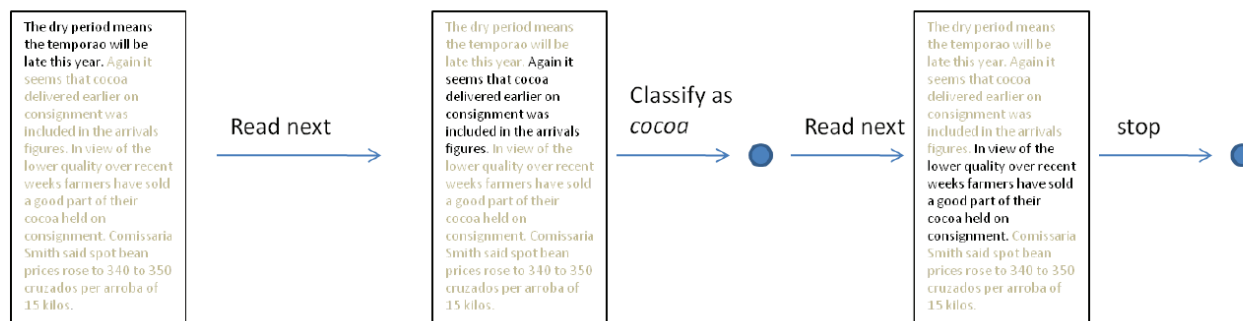 The dry period means
the temporao will be
late this year. Again it
seems that cocoa
delivered earlier on
consignment was
included in the arrivals
figures. In view of the
lower quality over recent
weeks farmers have sold
a good part of their
cocoa held on
consignment. Comissaria
Smith said spot bean
prices rose to 340 to 350
cruzados per arroba of
15 kilos.
Read next
The dry period means
the temporao will be
late this year. Again it
seems that cocoa
delivered earlier on
consignment was
included in the arrivals
figures. In view of the
lower quality over recent
weeks farmers have sold
a good part of their
cocoa held on
consignment. Comissaria
Smith said spot bean
prices rose to 340 to 350
cruzados per arroba of
15 kilos.
Classify as
cocoa
Read next
The dry period means
the temporao will be
late this year. Again it
seems that cocoa
delivered earlier on
consignment was
included in the arrivals
figures. In view of the
lower quality over recent
weeks farmers have sold
a good part of their
cocoa held on
consignment. Comissaria
Smith said spot bean
prices rose to 340 to 350
cruzados per arroba of
15 kilos.
stop